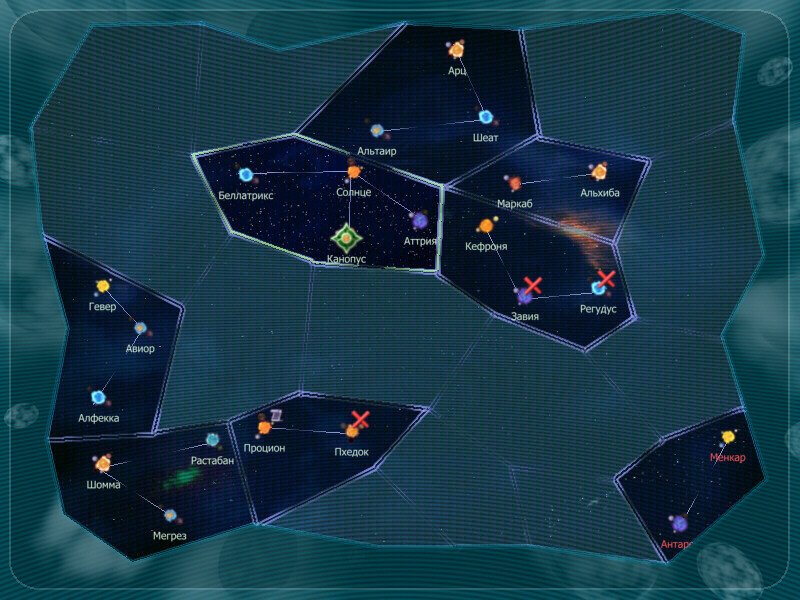 Арц
Шеат
Альтаир
Беллатрикс
Солнце
Маркаб
Альхиба
Аттрия
Кефроня
Канопус
Гевер
Завия
Регудус
Авиор
Алфекка
Процион
Пхедок
Растабан
Менкар
Шомма
Мегрез
Антарс